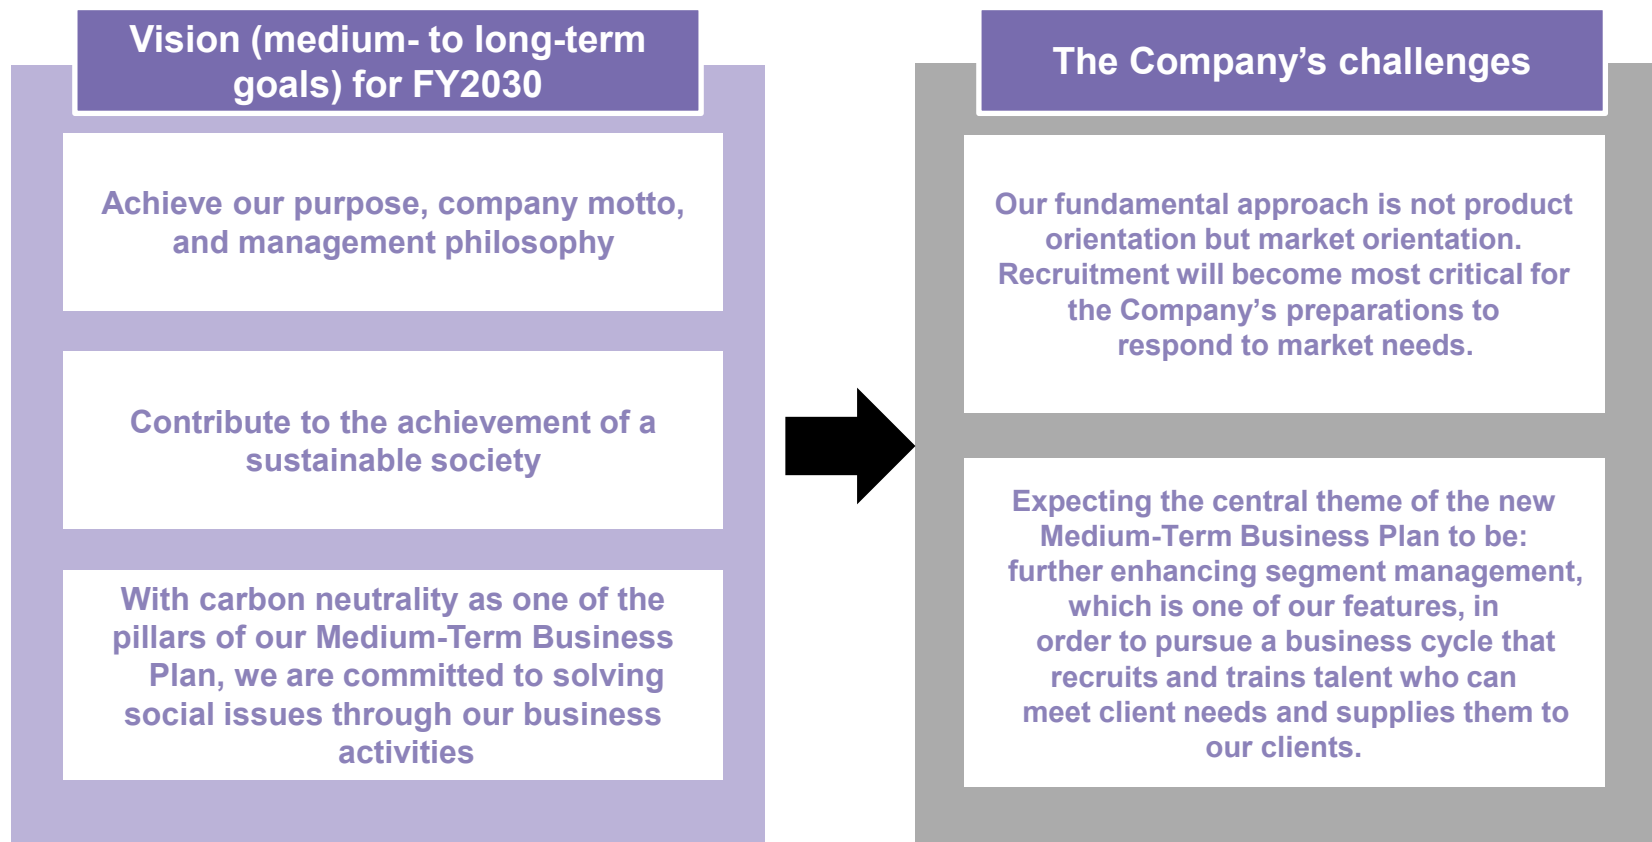 Vision (medium- to long-term
goals) for FY2030
Achieve our purpose, company motto,
and management philosophy
Contribute to the achievement of a
sustainable society
With carbon neutrality as one of the
pillars of our Medium-Term Business
Plan, we are committed to solving
social issues through our business
activities
The Company’s challenges
Our fundamental approach is not product
orientation but market orientation.
Recruitment will become most critical for
the Company’s preparations to
respond to market needs.
Expecting the central theme of the new
Medium-Term Business Plan to be:
further enhancing segment management,
which is one of our features, in
order to pursue a business cycle that
recruits and trains talent who can
meet client needs and supplies them to
our clients.